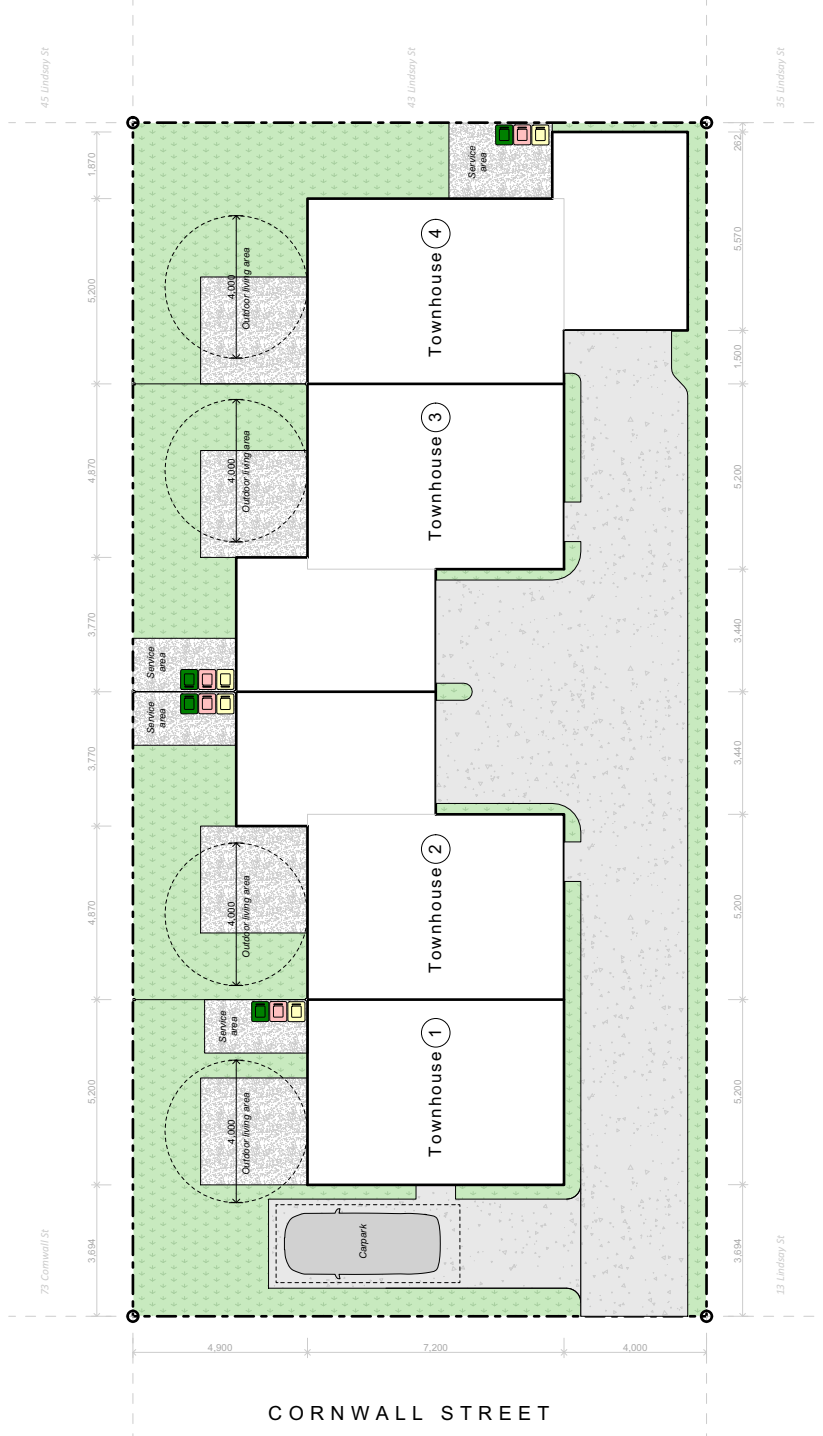 45 Lindsay St
43 Lindsay St
35 Lindsay St
1,870
5,200
4,870
3,770
3,770
4,870
5,200
3,694
262
5,570
1,500
5,200
3,440
3,440
5,200
5,200
3,694
Service
area
Townhouse 4
4,000
Outdoor living area
Townhouse 3
4,000
Outdoor living area
Service
area
Service
area
Townhouse 2
4,000
Outdoor living area
Service
area
Townhouse 1
4,000
Outdoor living area
Carpark
73 Cornwall St
13 Lindsay St
4,900
7,200
4,000
CORNWALL STREET